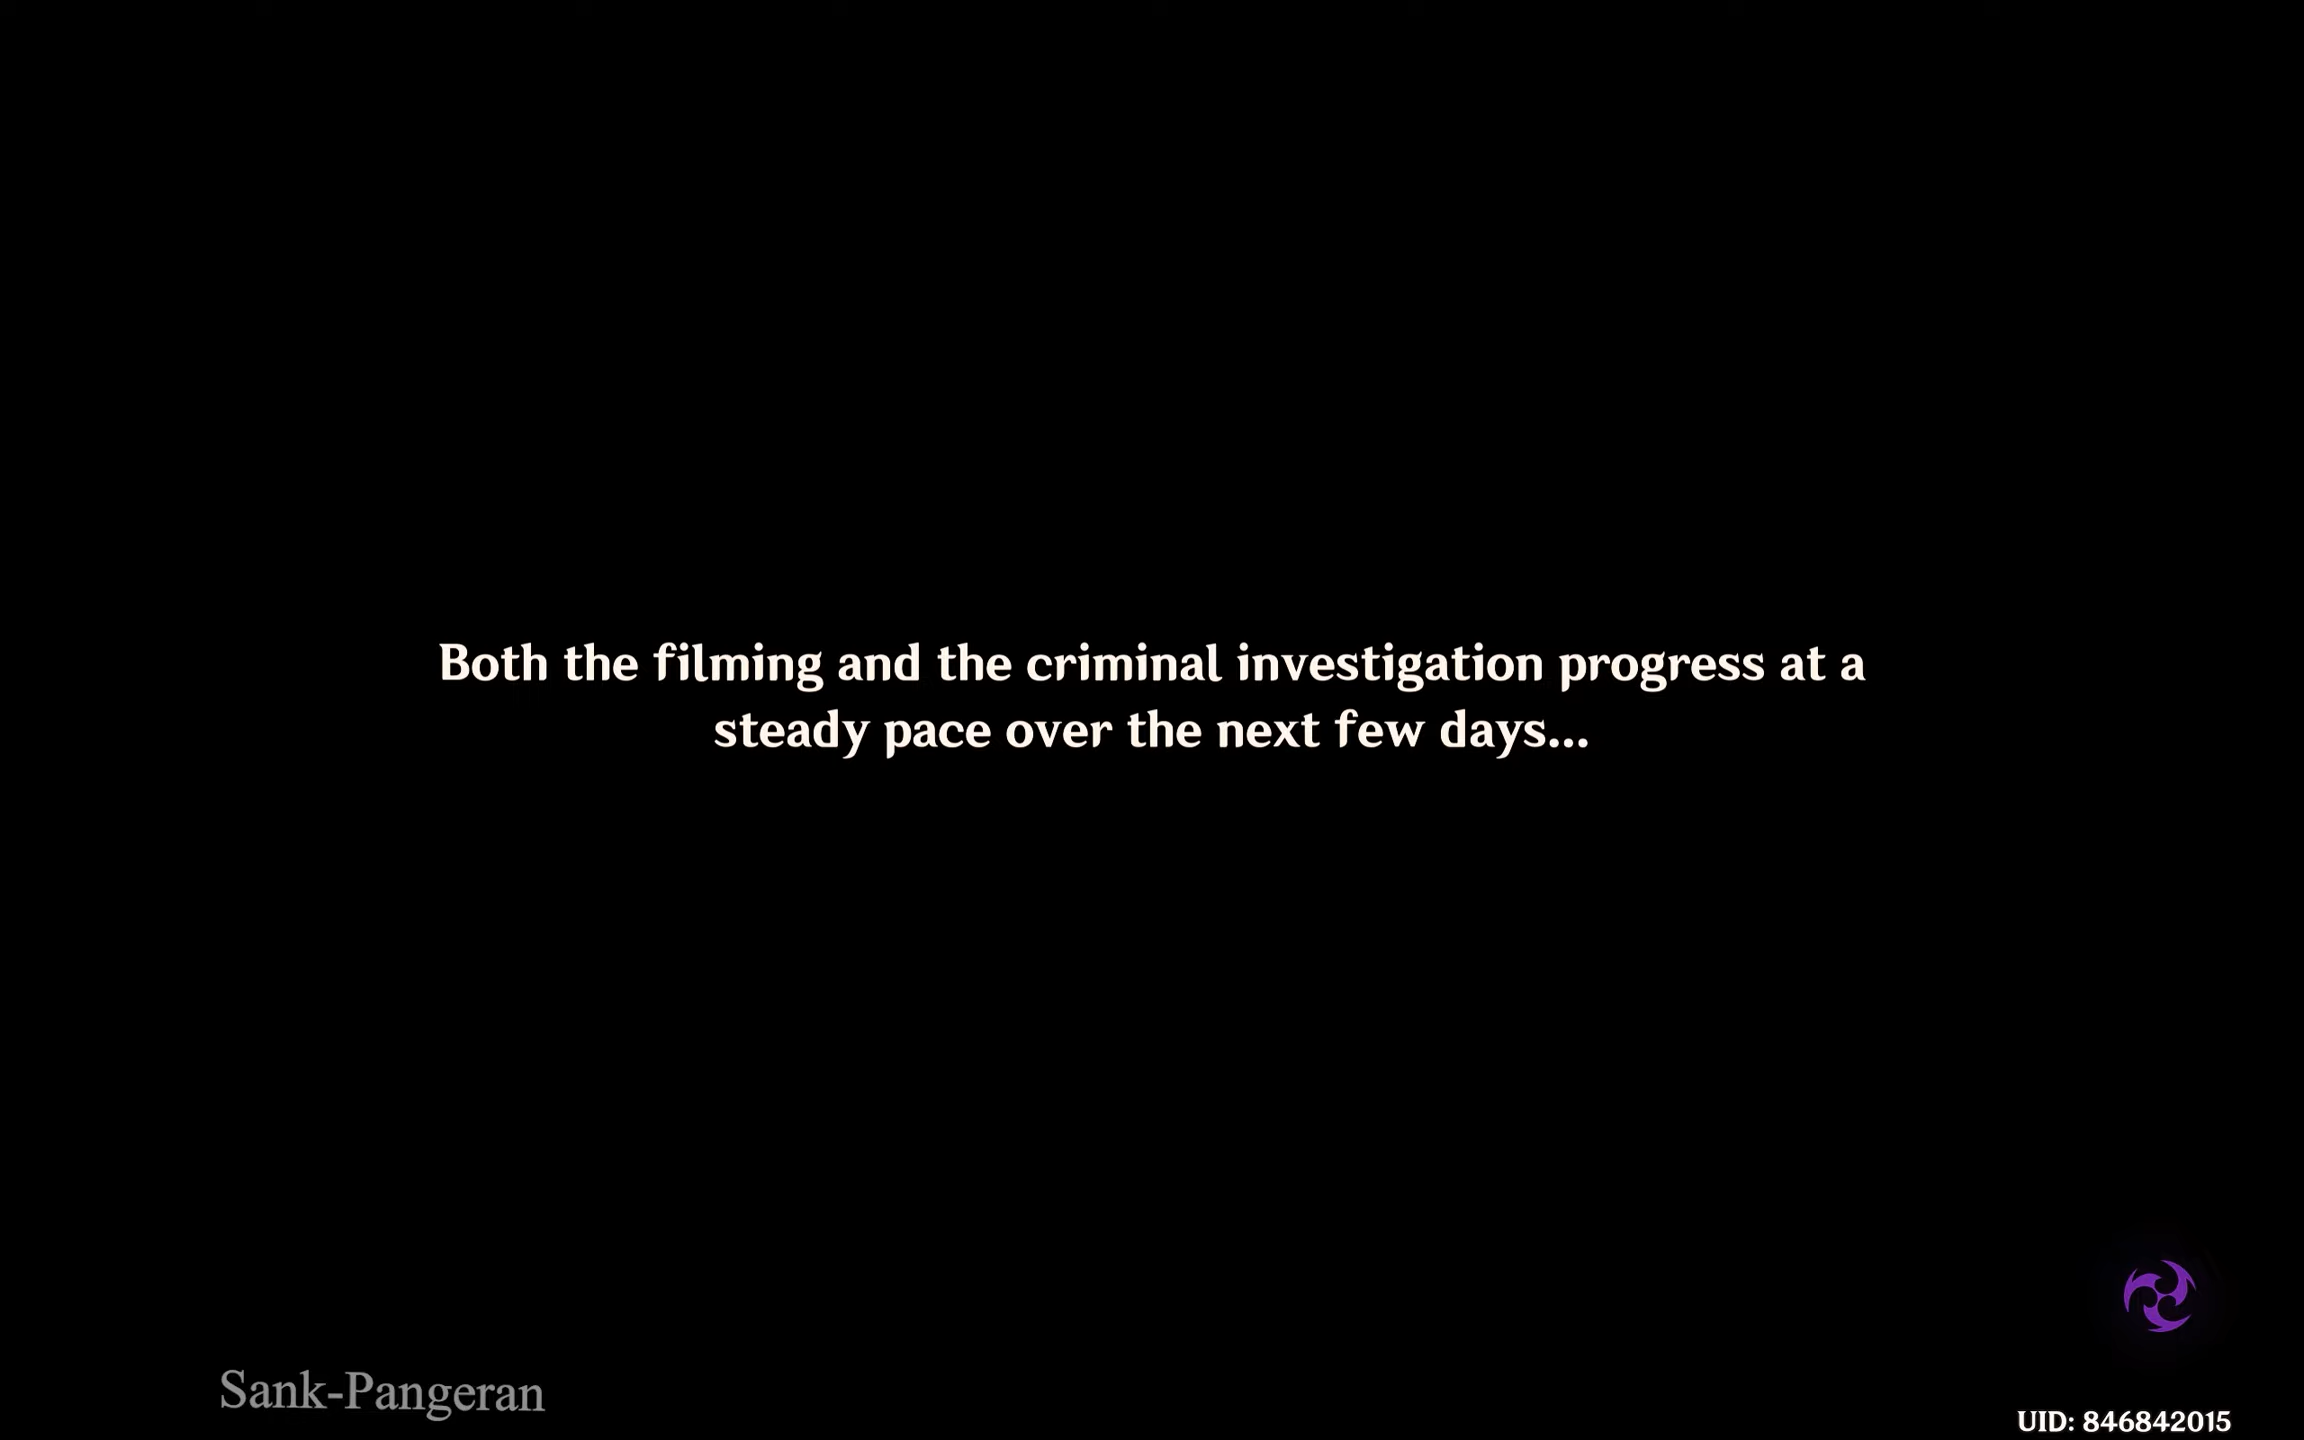 Both the filming and the criminal investigation progress at a
steady pace over the next few days...
Sank-Pangeran
UID: 846842015